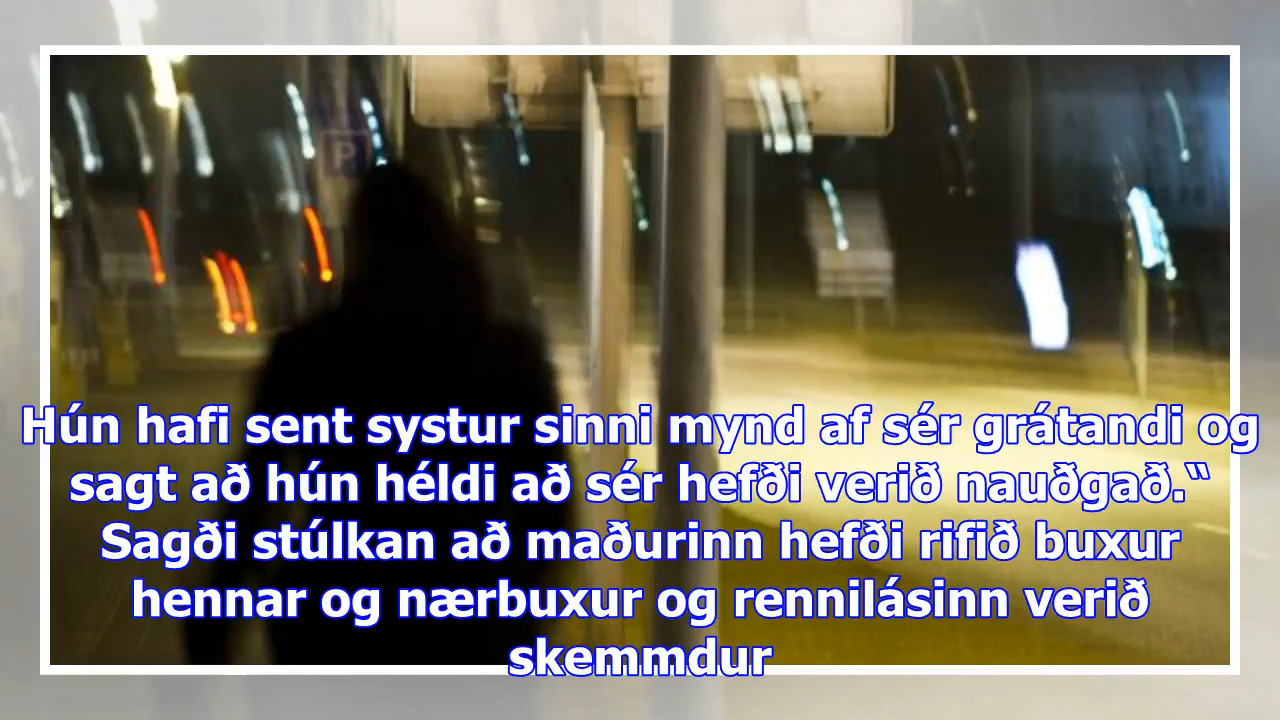 P
Hún hafi sent systur sinni mynd af sér grátandi og
sagt að hún héldi að sér hefði verið nauðgað.“
Sagði stúlkan að maðurinn hefði rifið buxur
hennar og nærbuxur og rennilásinn verið
skemmdur